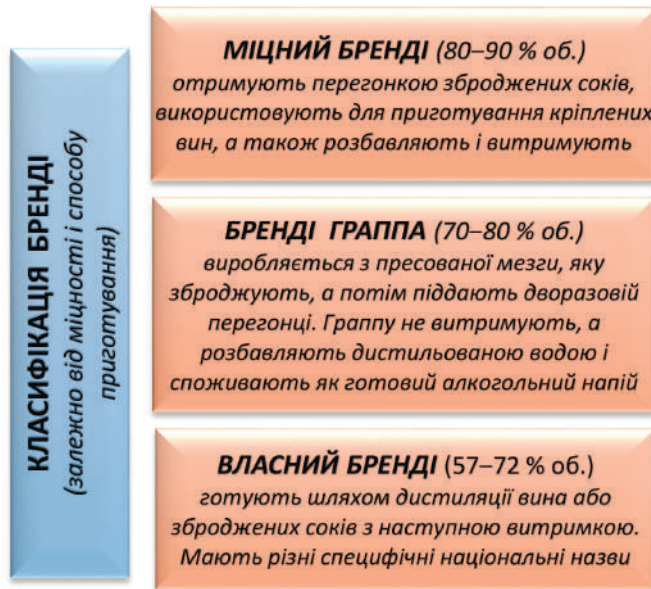 КЛАСИФІКАЦІЯ БРЕНДІ
(залежно від міцності і способу
приготування)
МІЦНИЙ БРЕНДІ (80–90 % об.)
отримують перегонкою зброджених соків,
використовують для приготування кріплених
вин, а також розбавляють і витримують
БРЕНДІ ГРАППА (70–80 % об.)
виробляється з пресованої мезги, яку
зброджують, а потім піддають дворазовій
перегонці. Граппу не витримують, а
розбавляють дистильованою водою і
споживають як готовий алкогольний напій
ВЛАСНИЙ БРЕНДІ (57–72 % об.)
готують шляхом дистиляції вина або
зброджених соків з наступною витримкою.
Мають різні специфічні національні назви